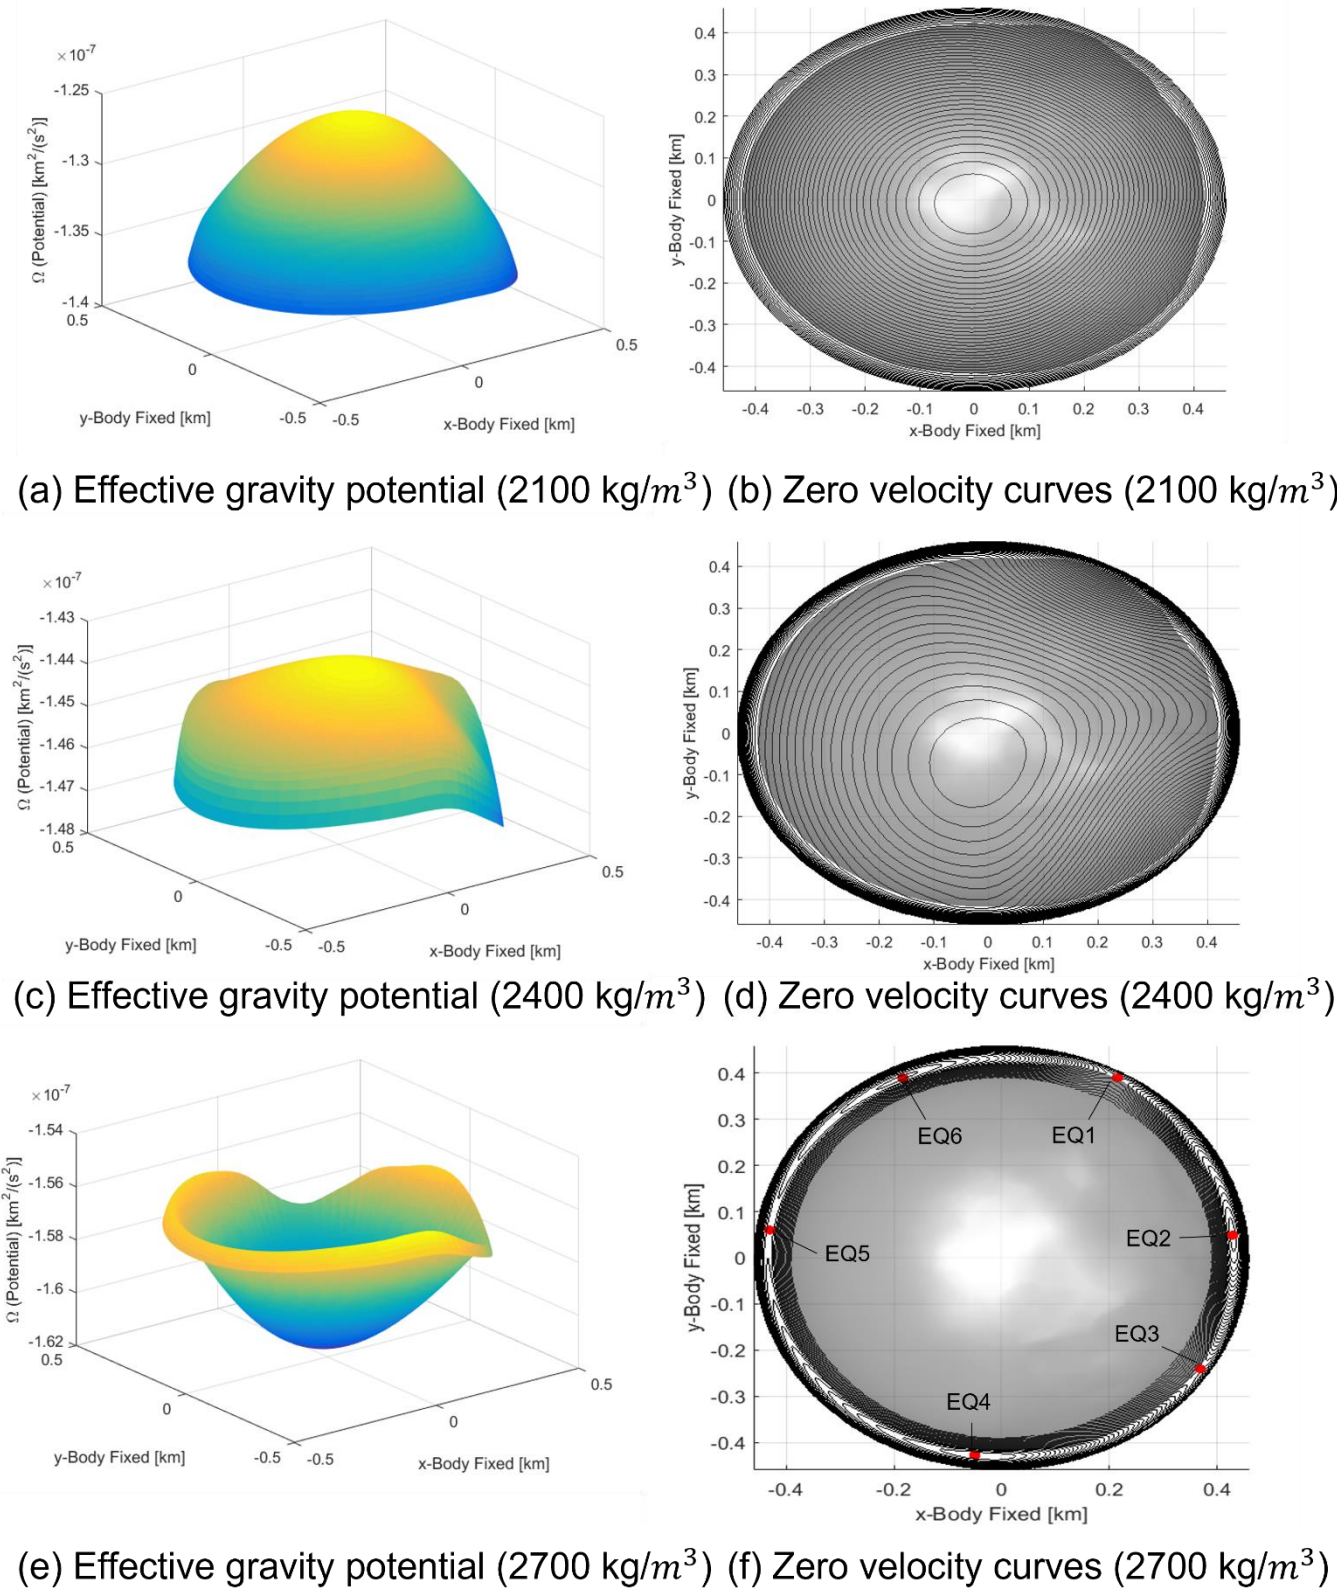 ×10⁻⁷
-1.25
-1.3
-1.35
-1.4
Ω (Potential) [km²/(s²)]
0.5
0
-0.5
y-Body Fixed [km]
-0.5
0
0.5
x-Body Fixed [km]
0.4
0.3
0.2
0.1
0
-0.1
-0.2
-0.3
-0.4
y-Body Fixed [km]
-0.4 -0.3 -0.2 -0.1 0 0.1 0.2 0.3 0.4
x-Body Fixed [km]
(a) Effective gravity potential (2100 kg/m³) (b) Zero velocity curves (2100 kg/m³)
×10⁻⁷
-1.43
-1.44
-1.45
-1.46
-1.47
-1.48
Ω (Potential) [km²/(s²)]
0.5
0
-0.5
y-Body Fixed [km]
-0.5
0
0.5
x-Body Fixed [km]
0.4
0.3
0.2
0.1
0
-0.1
-0.2
-0.3
-0.4
y-Body Fixed [km]
-0.4 -0.3 -0.2 -0.1 0 0.1 0.2 0.3 0.4
x-Body Fixed [km]
(c) Effective gravity potential (2400 kg/m³) (d) Zero velocity curves (2400 kg/m³)
×10⁻⁷
-1.54
-1.56
-1.58
-1.6
-1.62
Ω (Potential) [km²/(s²)]
0.5
0
-0.5
y-Body Fixed [km]
-0.5
0
0.5
x-Body Fixed [km]
0.4
0.3
0.2
0.1
0
-0.1
-0.2
-0.3
-0.4
y-Body Fixed [km]
EQ6
EQ1
EQ2
EQ5
EQ3
EQ4
-0.4 -0.2 0 0.2 0.4
x-Body Fixed [km]
(e) Effective gravity potential (2700 kg/m³) (f) Zero velocity curves (2700 kg/m³)